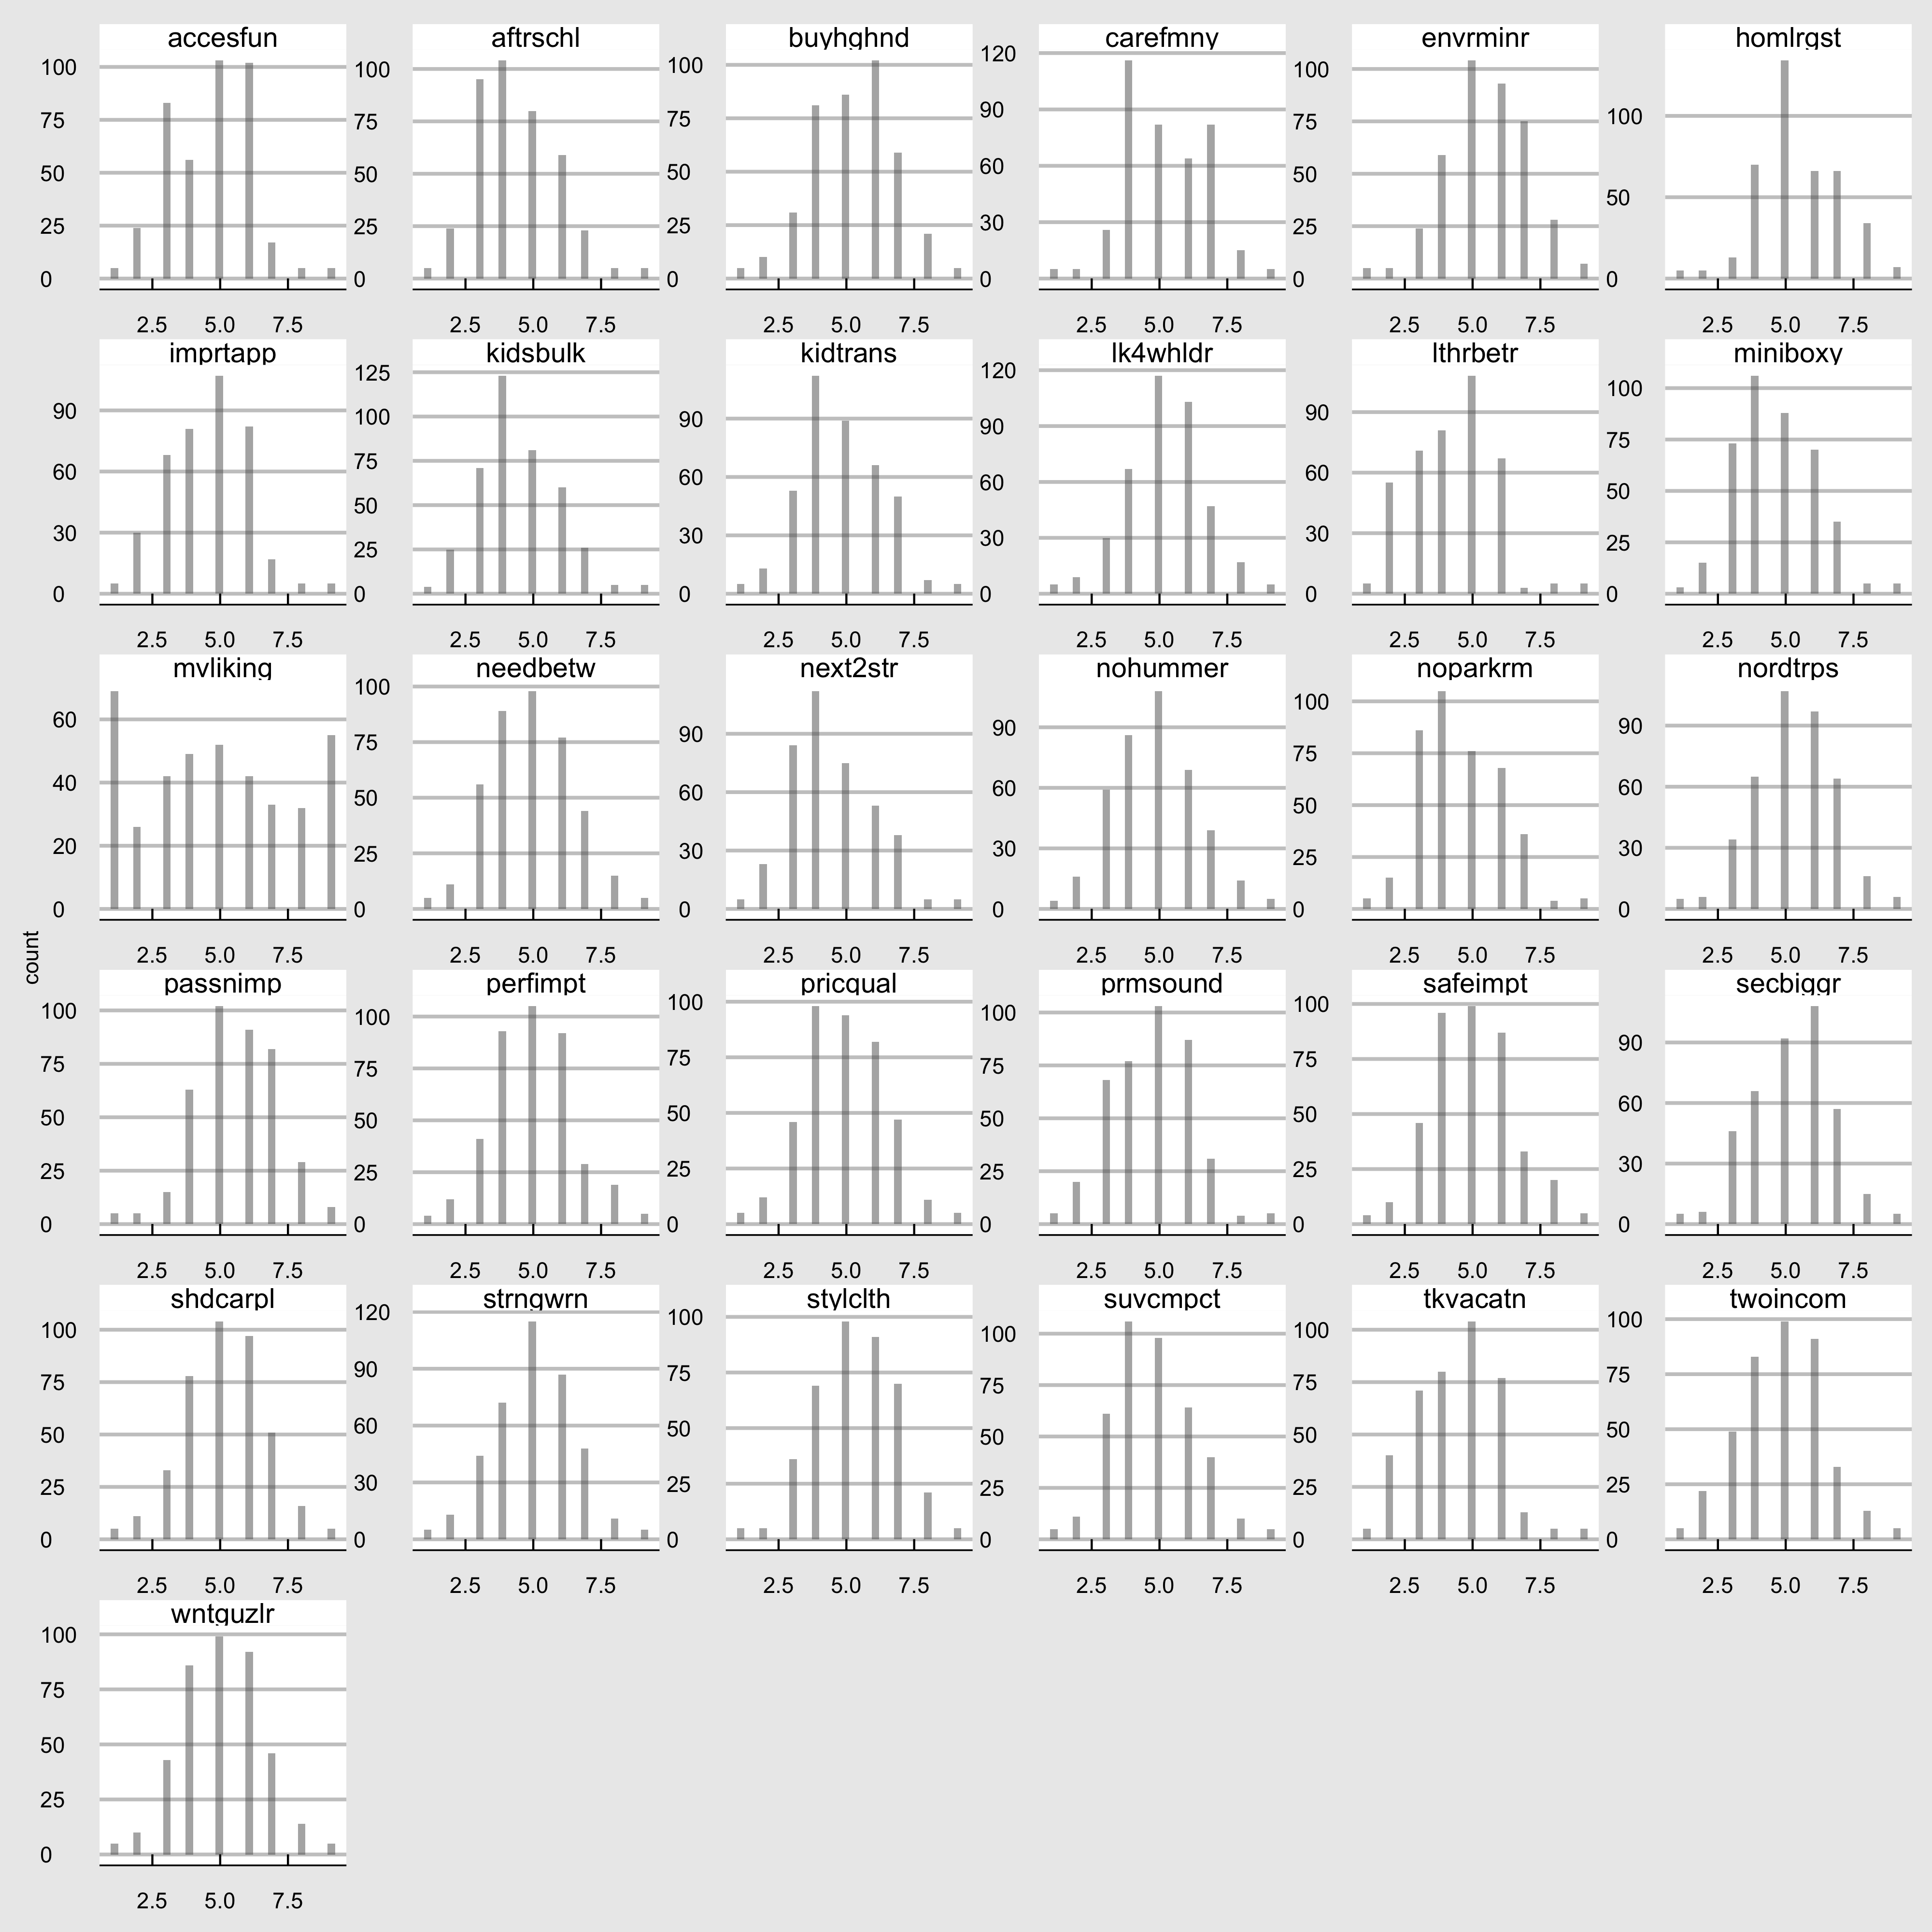 accesfun aftrschl buyhghnd carefmny envrminr homlrgst
100 75 50 25 0
100 75 50 25 0
100 75 50 25 0
120 90 60 30 0
100 75 50 25 0
100 50 0
2.5 5.0 7.5 2.5 5.0 7.5 2.5 5.0 7.5 2.5 5.0 7.5 2.5 5.0 7.5 2.5 5.0 7.5
imprtapp kidsbulk kidtrans lk4whldr lthrbetr miniboxy
90 60 30 0
125 100 75 50 25 0
90 60 30 0
120 90 60 30 0
90 60 30 0
100 75 50 25 0
2.5 5.0 7.5 2.5 5.0 7.5 2.5 5.0 7.5 2.5 5.0 7.5 2.5 5.0 7.5 2.5 5.0 7.5
mvliking needbetw next2str nohummer noparkrm nordtrps
60 40 20 0
100 75 50 25 0
90 60 30 0
90 60 30 0
100 75 50 25 0
90 60 30 0
2.5 5.0 7.5 2.5 5.0 7.5 2.5 5.0 7.5 2.5 5.0 7.5 2.5 5.0 7.5 2.5 5.0 7.5
count
passnimp perfimpt pricqual prmsound safeimpt secbiggr
100 75 50 25 0
100 75 50 25 0
100 75 50 25 0
100 75 50 25 0
100 75 50 25 0
90 60 30 0
2.5 5.0 7.5 2.5 5.0 7.5 2.5 5.0 7.5 2.5 5.0 7.5 2.5 5.0 7.5 2.5 5.0 7.5
shdcarpl strngwrn stylclth suvcmpct tkvacatn twoincom
100 75 50 25 0
120 90 60 30 0
100 75 50 25 0
100 75 50 25 0
100 75 50 25 0
100 75 50 25 0
2.5 5.0 7.5 2.5 5.0 7.5 2.5 5.0 7.5 2.5 5.0 7.5 2.5 5.0 7.5 2.5 5.0 7.5
wntguzlr
100 75 50 25 0
2.5 5.0 7.5